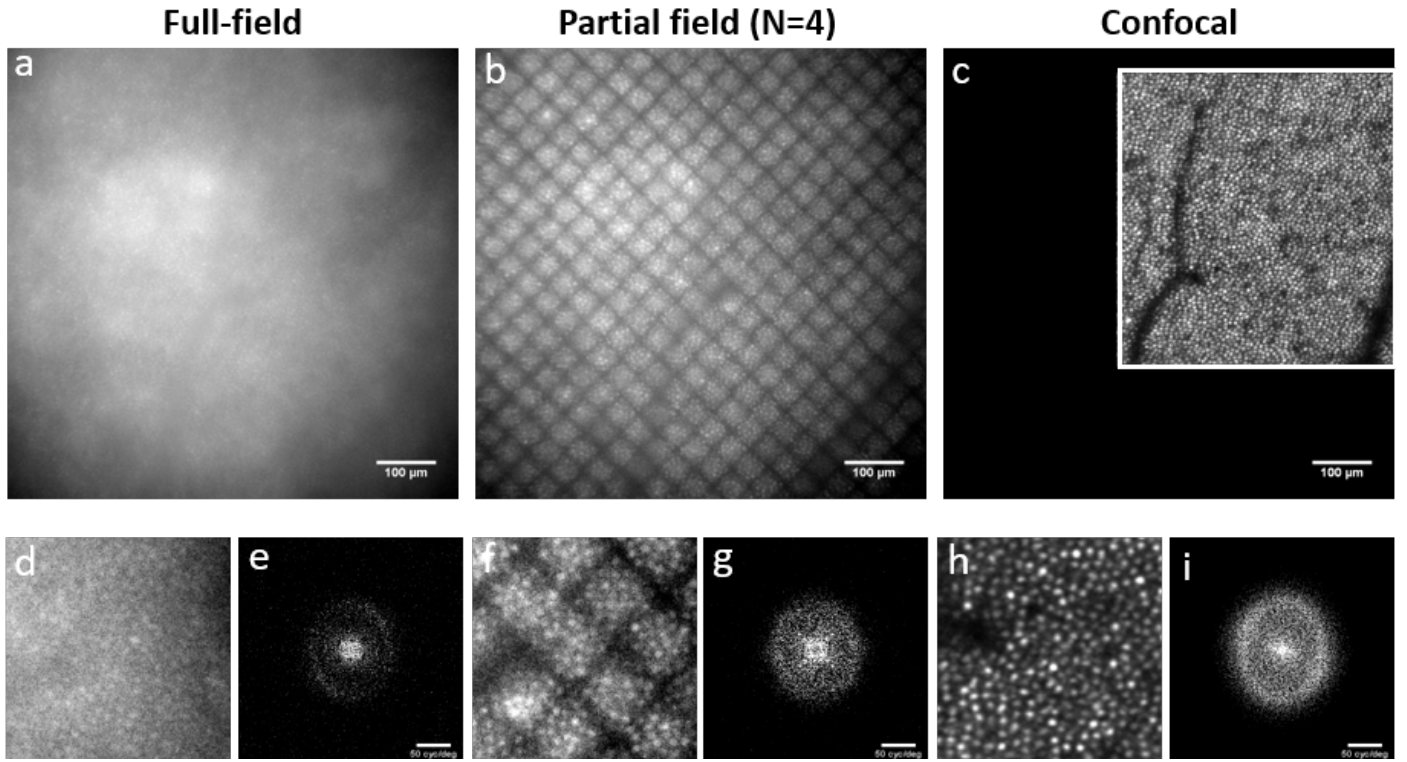 Full-field Partial field (N=4) Confocal
a b c
100 µm 100 µm 100 µm
d e f g h i
50 cyc/deg 50 cyc/deg 50 cyc/deg